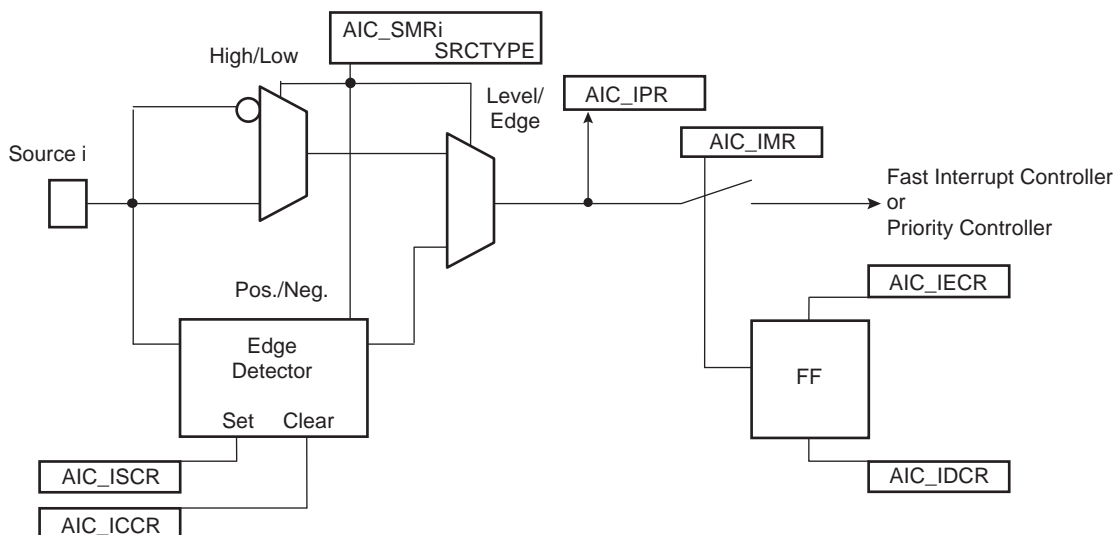 AIC_SMRi
SRCTYPE
High/Low
Level/
Edge
AIC_IPR
AIC_IMR
Source i
Fast Interrupt Controller
or
Priority Controller
Pos./Neg.
AIC_IECR
Edge
Detector
FF
Set Clear
AIC_ISCR
AIC_IDCR
AIC_ICCR